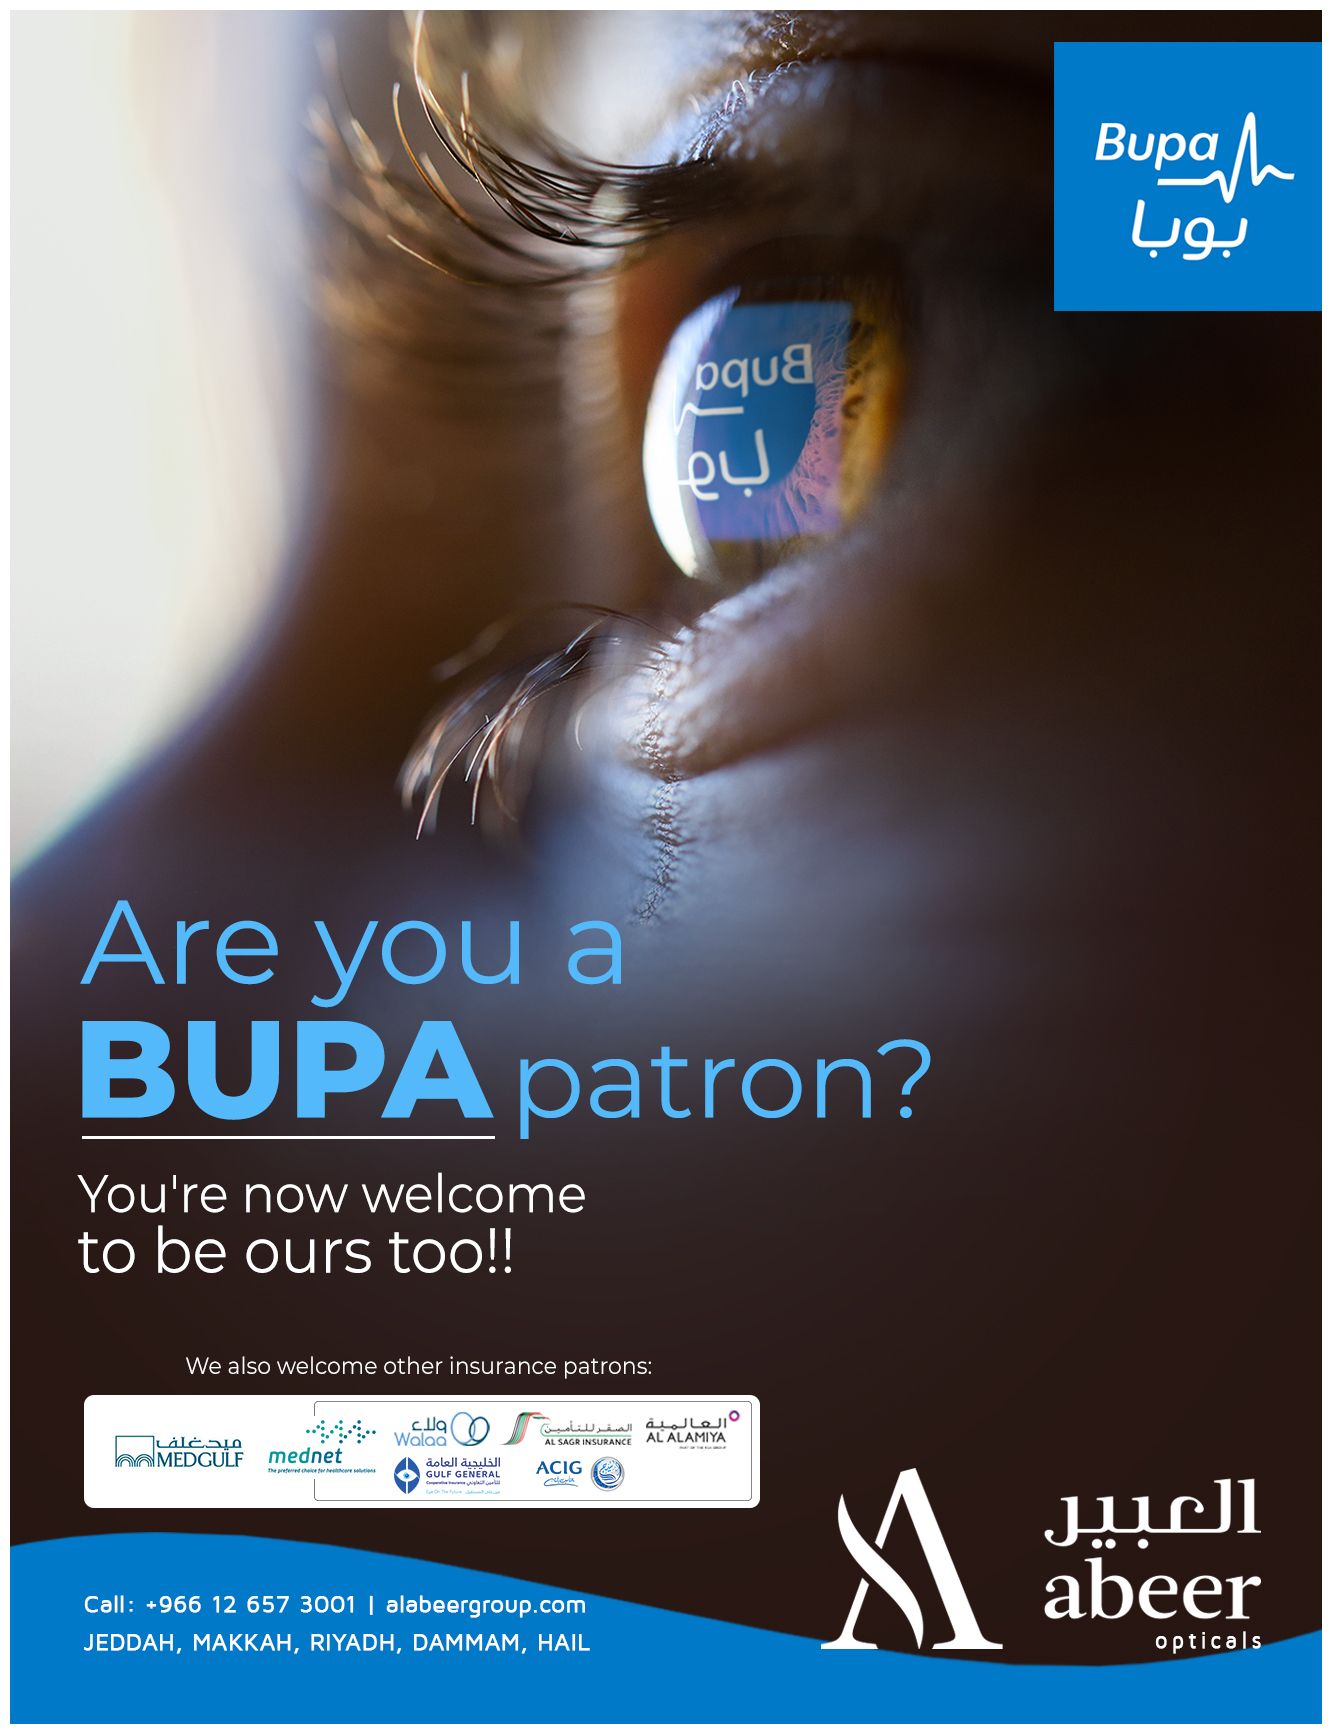 Bupa
بوبا
Bupa
بوبا
Are you a
BUPA patron?
You're now welcome
to be ours too!!
We also welcome other insurance patrons:
ميدغلف
MEDGULF
mednet
The preferred choice for healthcare solutions
ولاء
Walaa
الصقر للتأمين
AL SAGR INSURANCE
العالمية
AL ALAMIYA
الخليجية العامة
GULF GENERAL
ACIG
العبير
abeer
opticals
Call: +966 12 657 3001 | alabeergroup.com
JEDDAH, MAKKAH, RIYADH, DAMMAM, HAIL